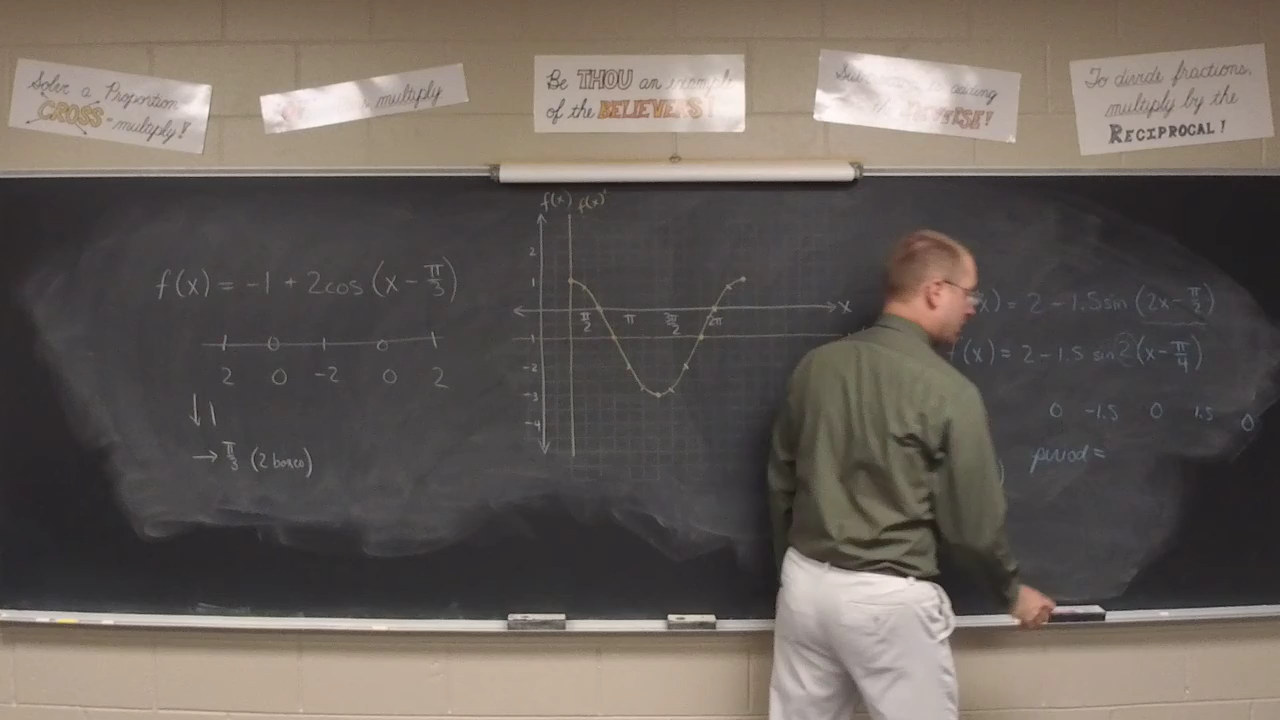 Solve a Proportion
CROSS-multiply!
multiply
Be THOU an example
of the BELIEVERS!
To divide fractions,
multiply by the
RECIPROCAL!
f(x) = -1 + 2cos (x - π/3)
2 0 -2 0 2
↓ 1
→ π/3 (2 boxes)
f(x) f(x)'
2
1
-1
-2
-3
-4
π/2 π 3π/2 2π
x
x) = 2 - 1.5 sin (2x - π/2)
f(x) = 2 - 1.5 sin 2(x - π/4)
0 -1.5 0 1.5 0
period =